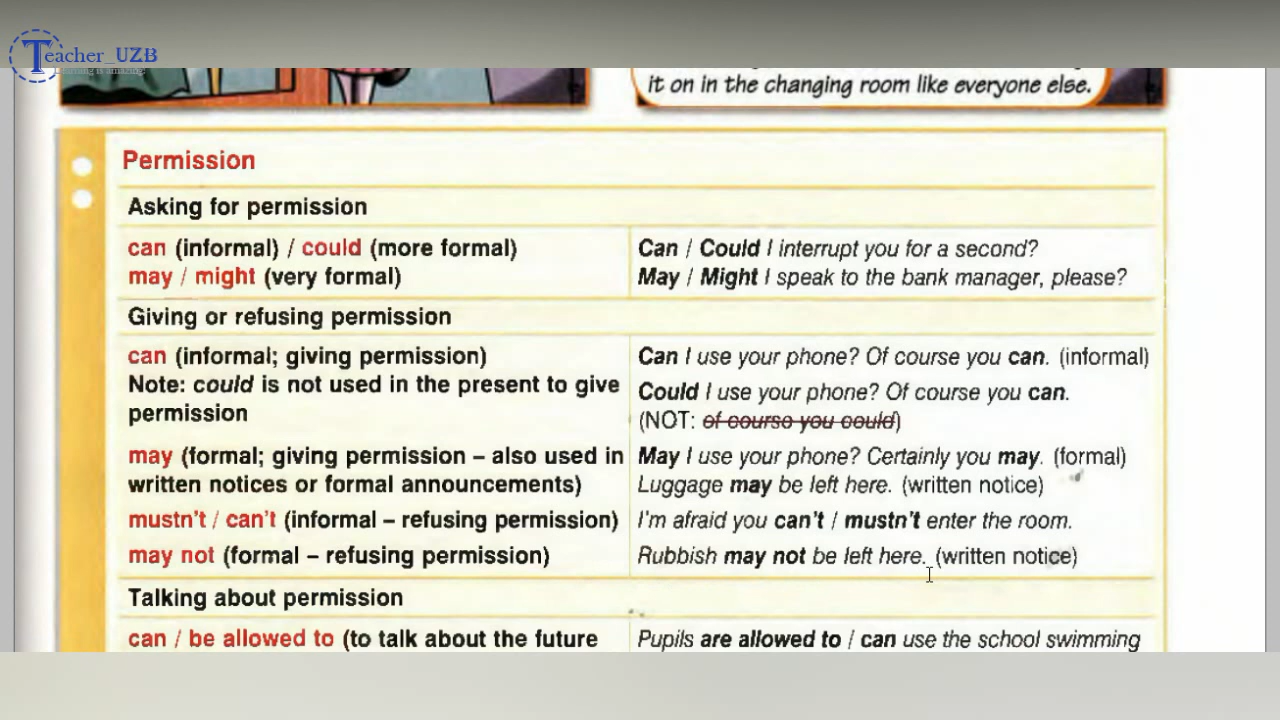 Teacher_UZB
Learning is amazing!
it on in the changing room like everyone else.
Permission
Asking for permission
can (informal) / could (more formal)
may / might (very formal)
Can / Could I interrupt you for a second?
May / Might I speak to the bank manager, please?
Giving or refusing permission
can (informal; giving permission)
Note: could is not used in the present to give
permission
Can I use your phone? Of course you can. (informal)
Could I use your phone? Of course you can.
(NOT: of course you could)
may (formal; giving permission – also used in
written notices or formal announcements)
May I use your phone? Certainly you may. (formal)
Luggage may be left here. (written notice)
mustn't / can't (informal – refusing permission)
I'm afraid you can't / mustn't enter the room.
may not (formal – refusing permission)
Rubbish may not be left here. (written notice)
Talking about permission
can / be allowed to (to talk about the future
Pupils are allowed to / can use the school swimming